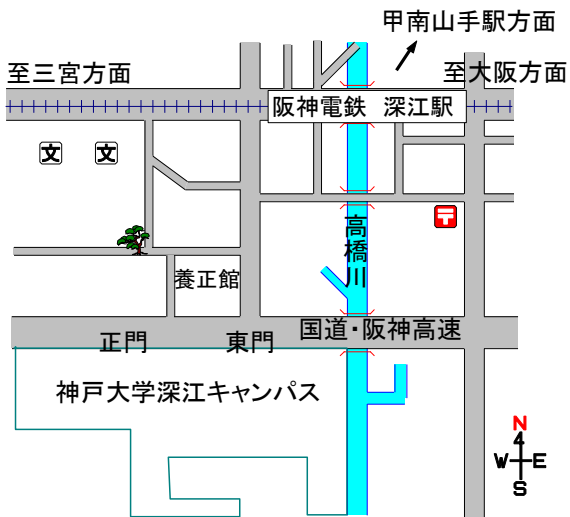 甲南山手駅方面
至三宮方面
至大阪方面
阪神電鉄 深江駅
文 文
〒
高橋川
養正館
国道・阪神高速
正門
東門
神戸大学深江キャンパス
N
W E
S